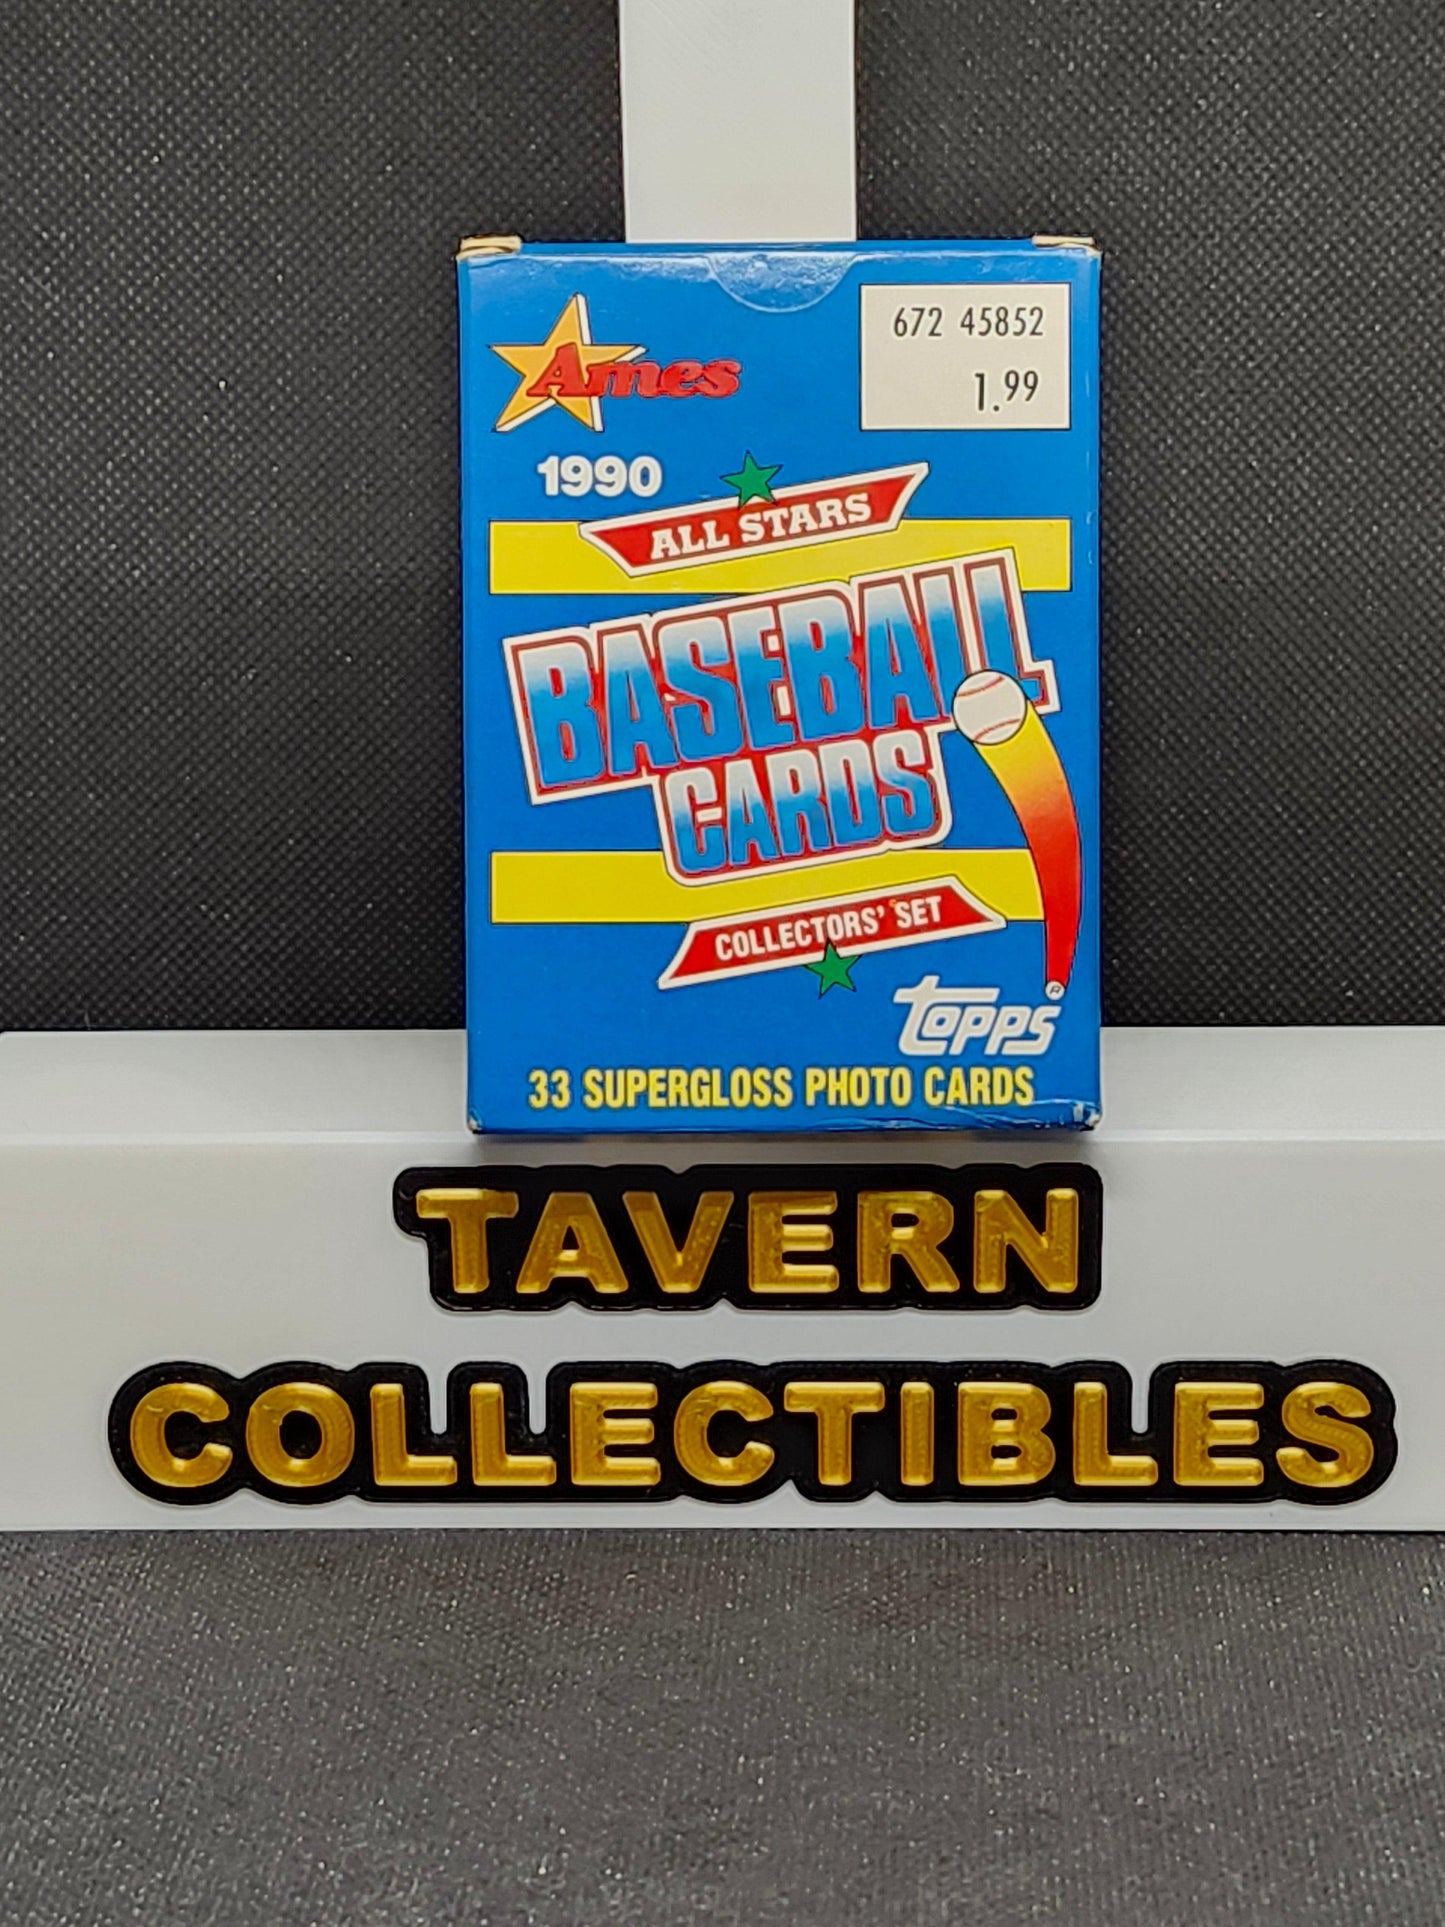 Ames
672 45852
1.99
1990
ALL STARS
BASEBALL
CARDS
COLLECTORS' SET
topps®
33 SUPERGLOSS PHOTO CARDS
TAVERN
COLLECTIBLES